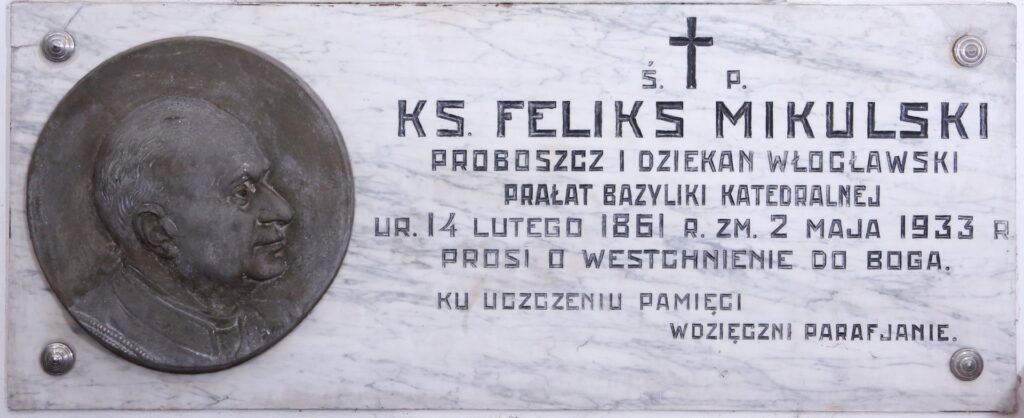 Ś. P.
KS. FELIKS MIKULSKI
PROBOSZCZ I DZIEKAN WŁOCŁAWSKI
PRAŁAT BAZYLIKI KATEDRALNEJ
UR. 14 LUTEGO 1861 R. ZM. 2 MAJA 1933 R
PROSI O WESTCHNIENIE DO BOGA.
KU UCZCZENIU PAMIĘCI
WDZIĘCZNI PARAFJANIE.